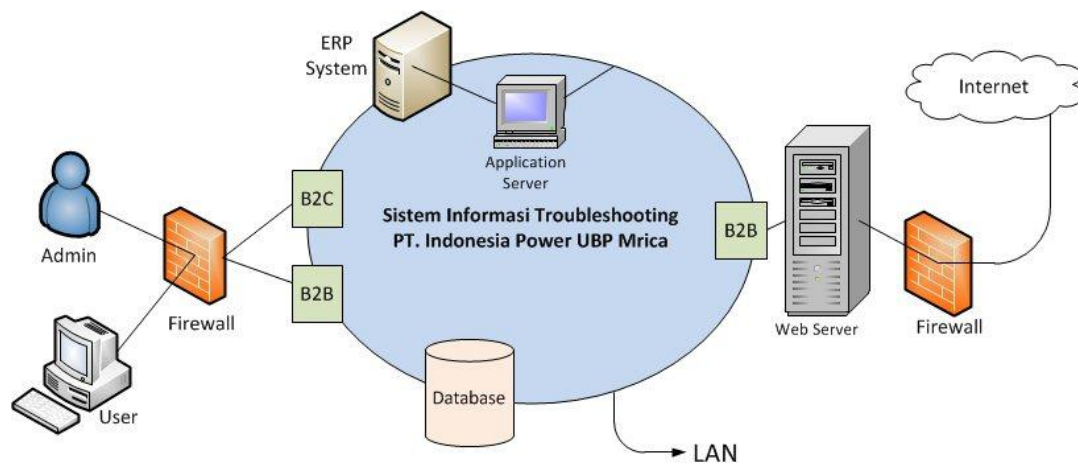 ERP
System
Internet
Application
Server
B2C
Sistem Informasi Troubleshooting
PT. Indonesia Power UBP Mrica
B2B
Admin
B2B
Firewall
Web Server
Firewall
Database
User
LAN